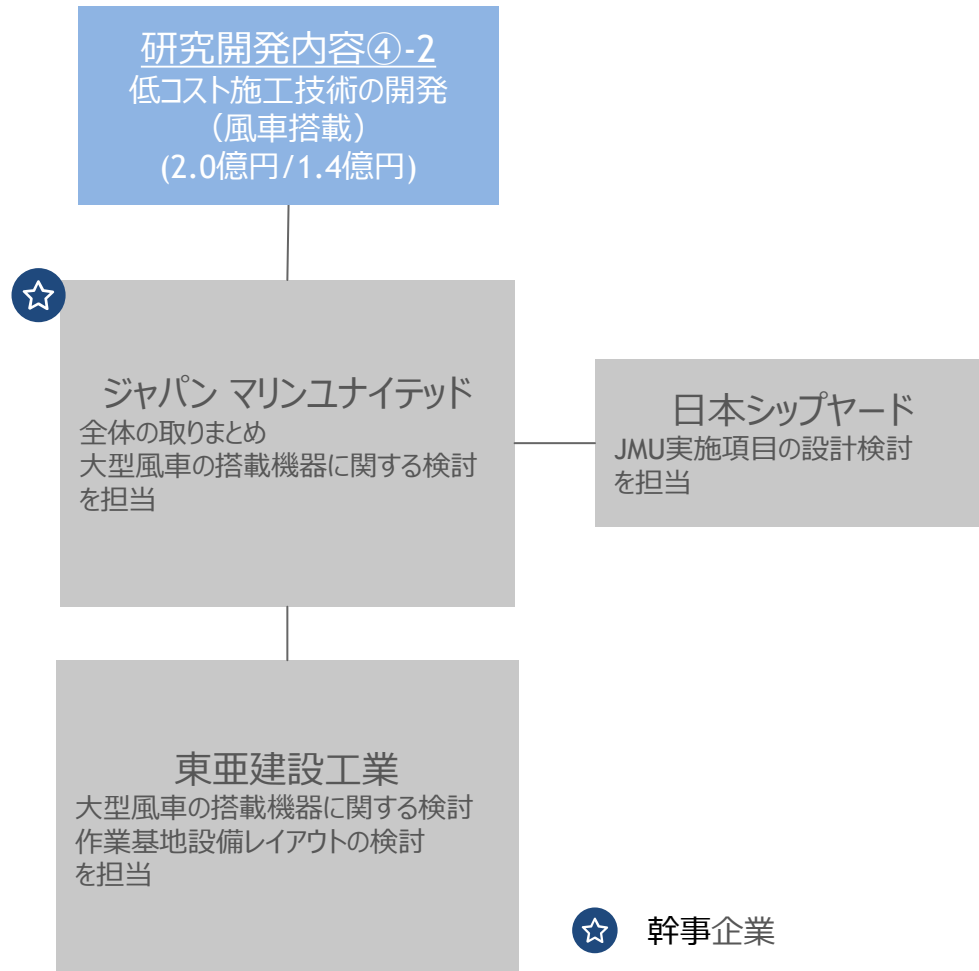 研究開発内容④-2
低コスト施工技術の開発
（風車搭載）
(2.0億円/1.4億円)
ジャパン マリンユナイテッド
全体の取りまとめ
大型風車の搭載機器に関する検討
を担当
日本シップヤード
JMU実施項目の設計検討
を担当
東亜建設工業
大型風車の搭載機器に関する検討
作業基地設備レイアウトの検討
を担当
幹事企業